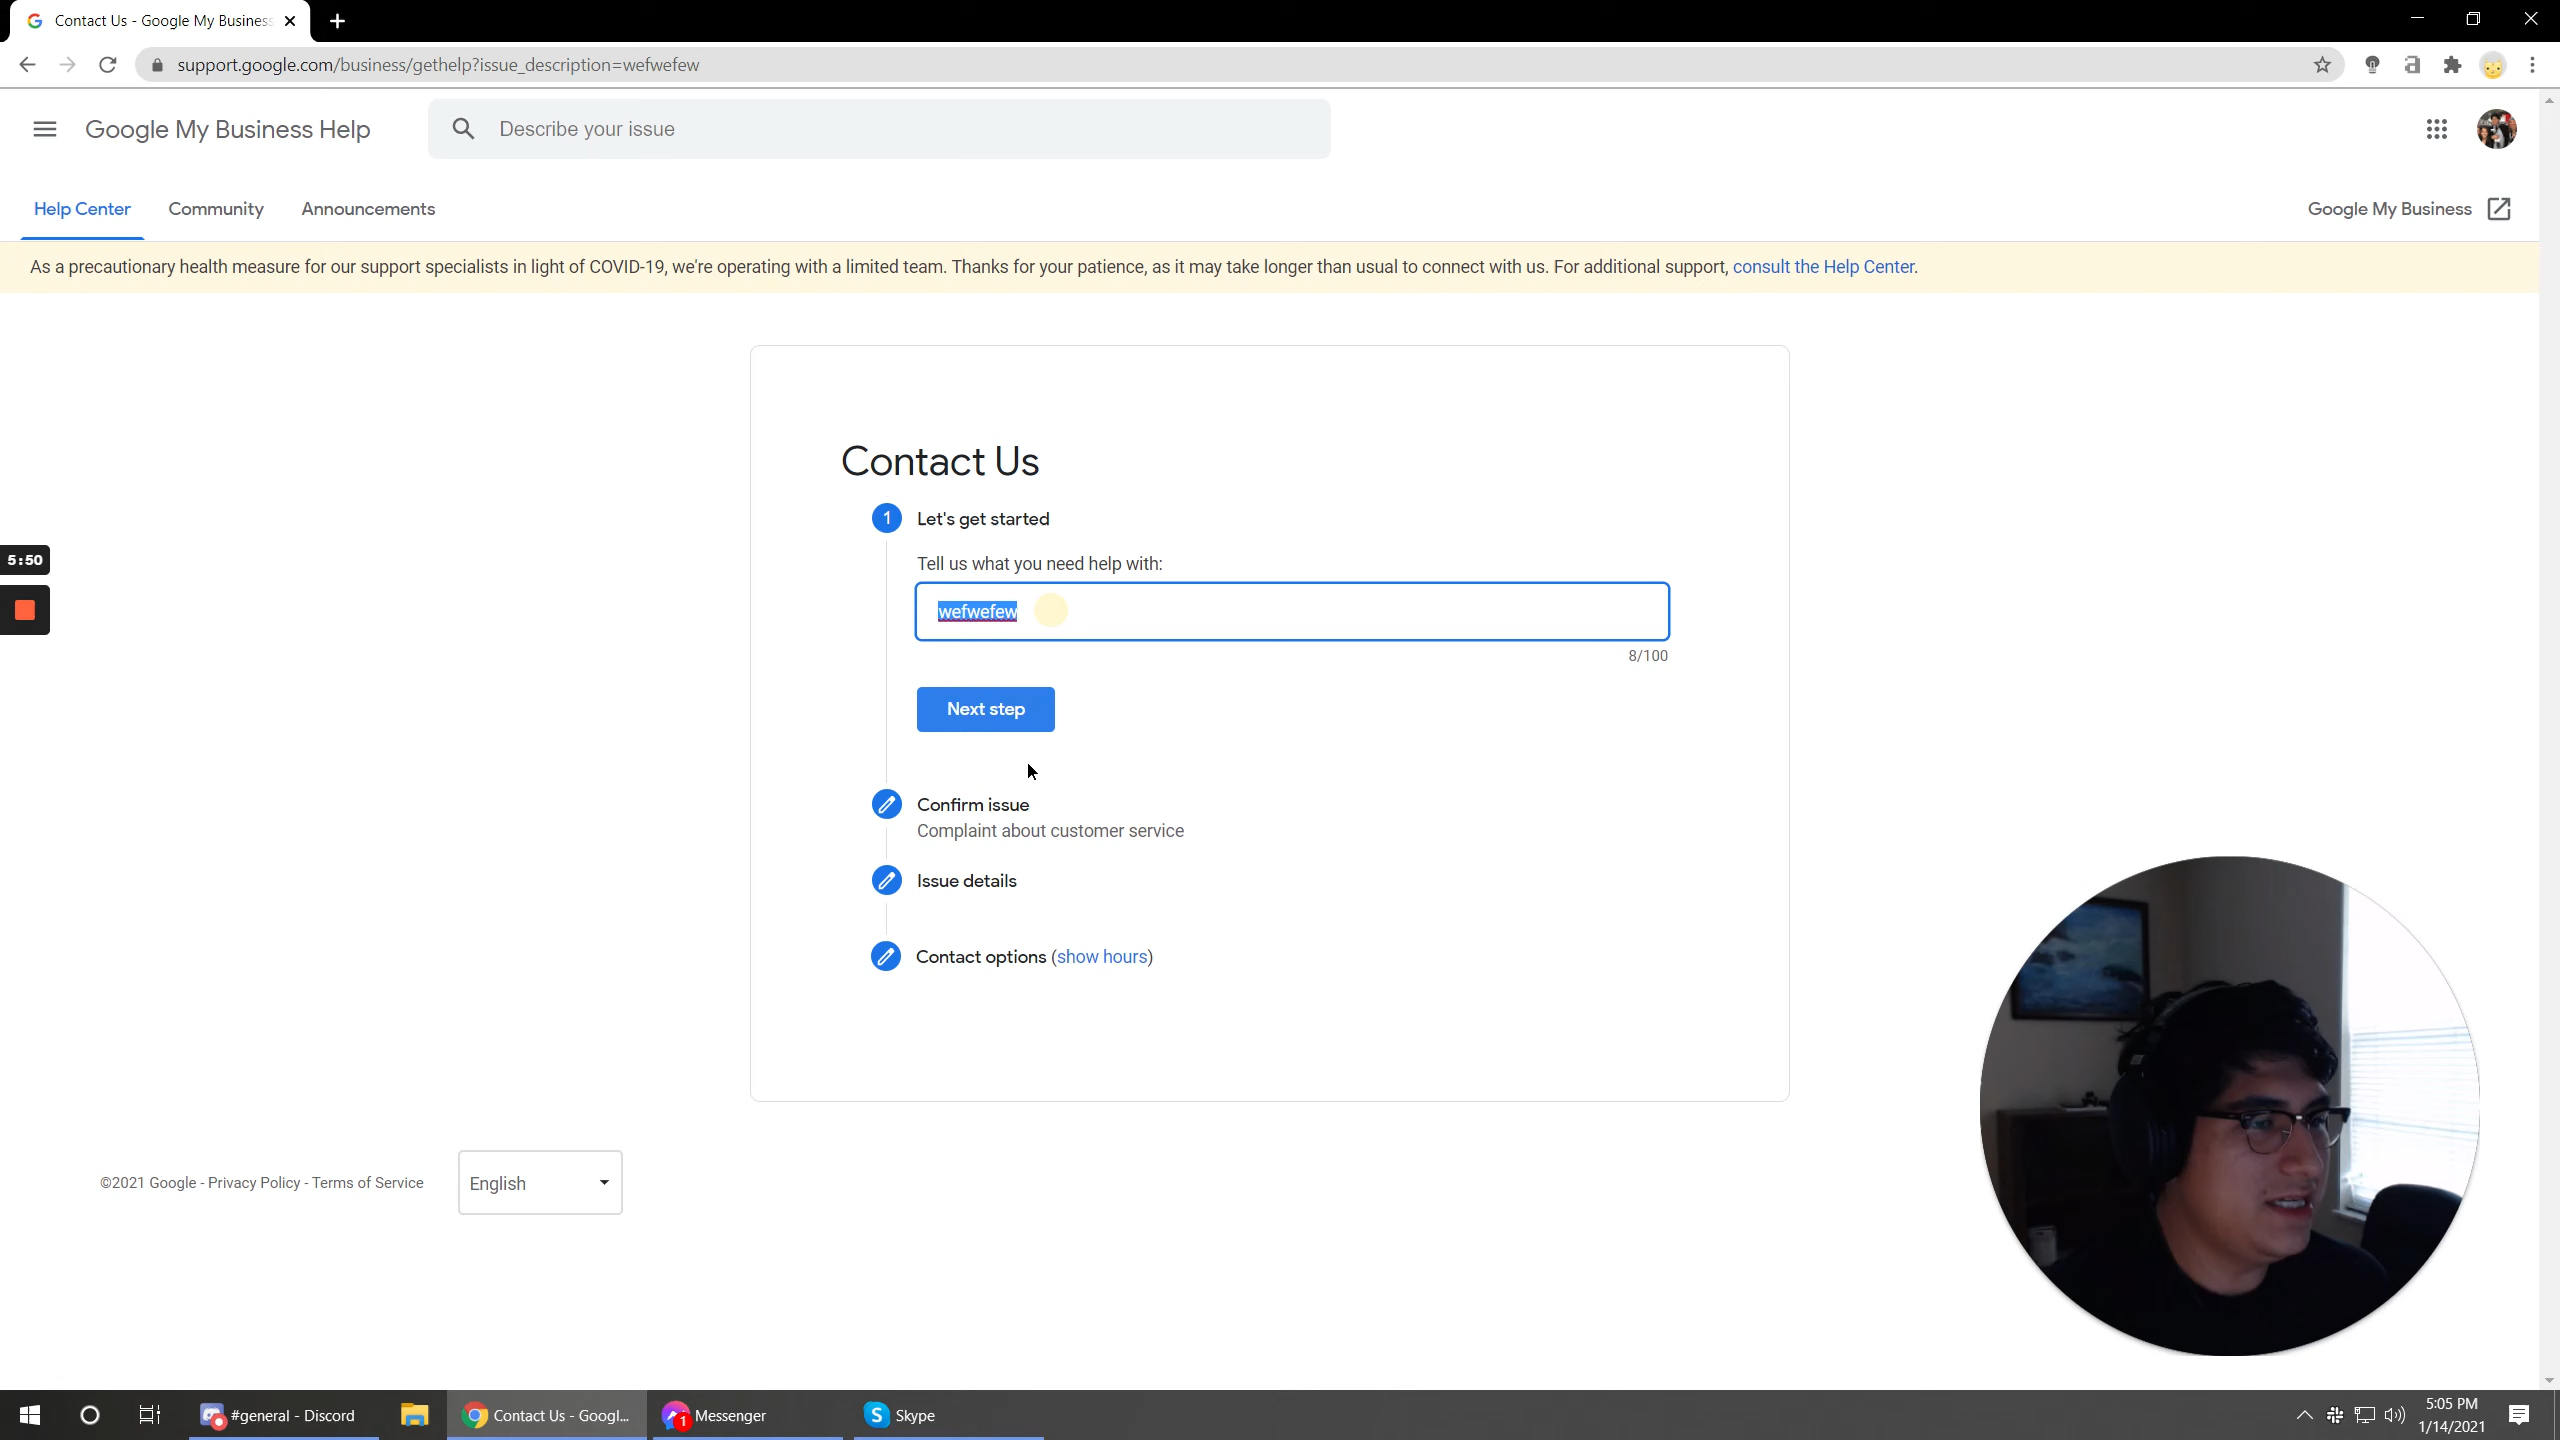 Contact Us - Google My Business
support.google.com/business/gethelp?issue_description=wefwefew
Google My Business Help
Describe your issue
Help Center
Community
Announcements
Google My Business
As a precautionary health measure for our support specialists in light of COVID-19, we're operating with a limited team. Thanks for your patience, as it may take longer than usual to connect with us. For additional support, consult the Help Center.
Contact Us
1 Let's get started
Tell us what you need help with:
5:50
wefwefew
8/100
Next step
Confirm issue
Complaint about customer service
Issue details
Contact options (show hours)
©2021 Google - Privacy Policy - Terms of Service
English
#general - Discord
Contact Us - Googl...
1 Messenger
S Skype
5:05 PM
1/14/2021